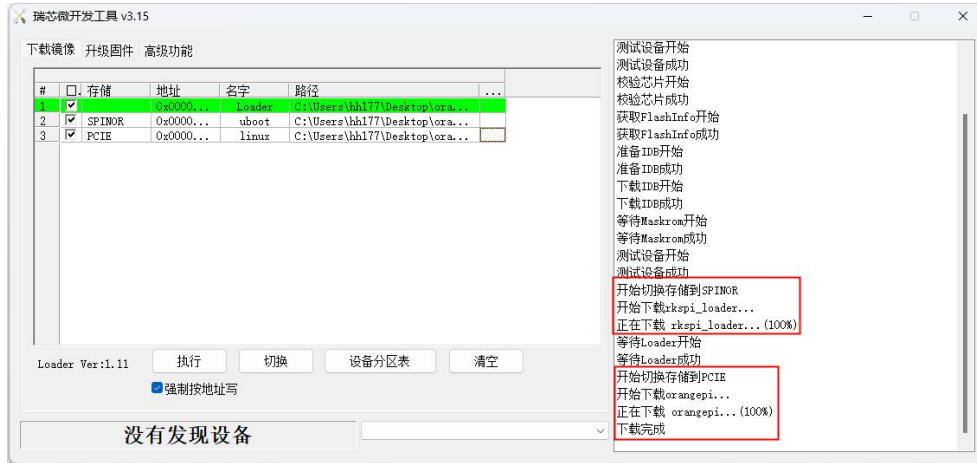 瑞芯微开发工具 v3.15
下载镜像 升级固件 高级功能
# 存储 地址 名字 路径 ...
1 0x0000... Loader C:\Users\hh177\Desktop\ora...
2 SPINOR 0x0000... uboot C:\Users\hh177\Desktop\ora...
3 PCIE 0x0000... linux C:\Users\hh177\Desktop\ora...
Loader Ver:1.11 执行 切换 设备分区表 清空
强制按地址写
没有发现设备
测试设备开始
测试设备成功
校验芯片开始
校验芯片成功
获取FlashInfo开始
获取FlashInfo成功
准备IDB开始
准备IDB成功
下载IDB开始
下载IDB成功
等待Maskrom开始
等待Maskrom成功
测试设备开始
测试设备成功
开始切换存储到SPINOR
开始下载rkspi_loader...
正在下载 rkspi_loader...(100%)
等待Loader开始
等待Loader成功
开始切换存储到PCIE
开始下载orangepi...
正在下载 orangepi...(100%)
下载完成